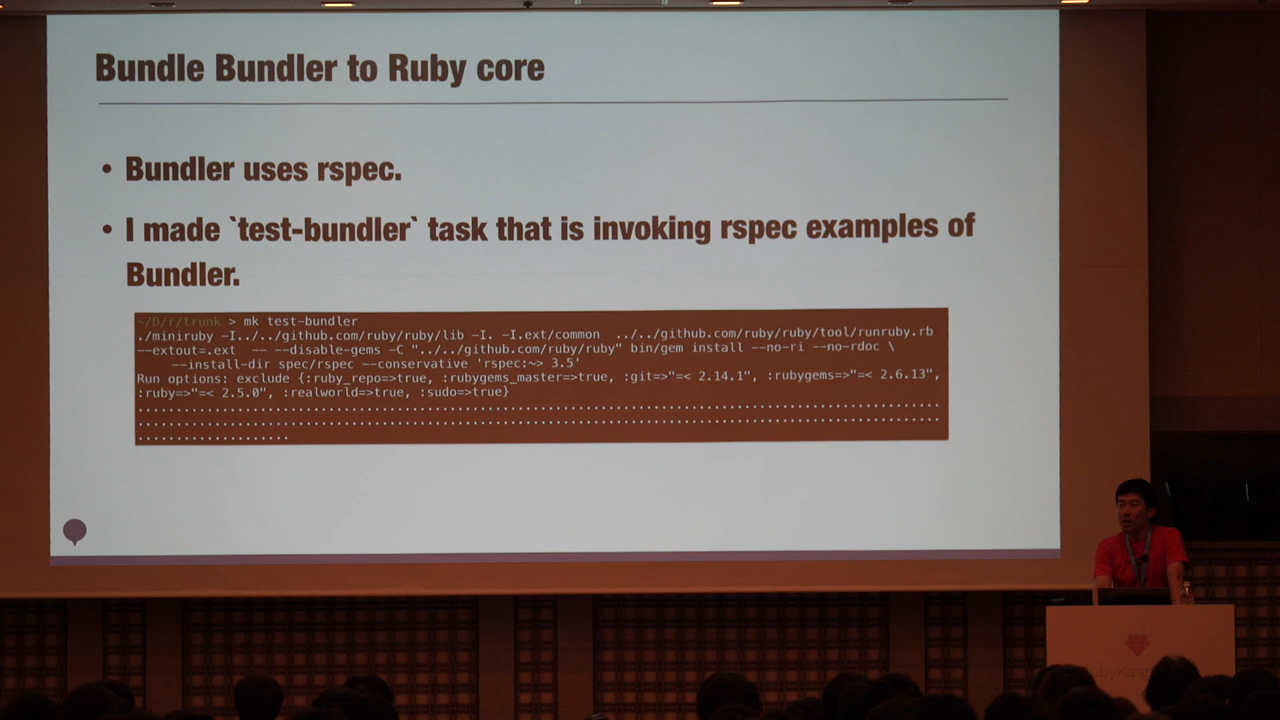 Bundle Bundler to Ruby core
• Bundler uses rspec.
• I made `test-bundler` task that is invoking rspec examples of
Bundler.
~/D/r/trunk > mk test-bundler
./miniruby -I../../github.com/ruby/ruby/lib -I. -I.ext/common  ../../github.com/ruby/ruby/tool/runruby.rb
--extout=.ext  -- --disable-gems -C "../../github.com/ruby/ruby" bin/gem install --no-ri --no-rdoc \
--install-dir spec/rspec --conservative 'rspec:~> 3.5'
Run options: exclude {:ruby_repo=>true, :rubygems_master=>true, :git=>"=< 2.14.1", :rubygems=>"=< 2.6.13",
:ruby=>"=< 2.5.0", :realworld=>true, :sudo=>true}